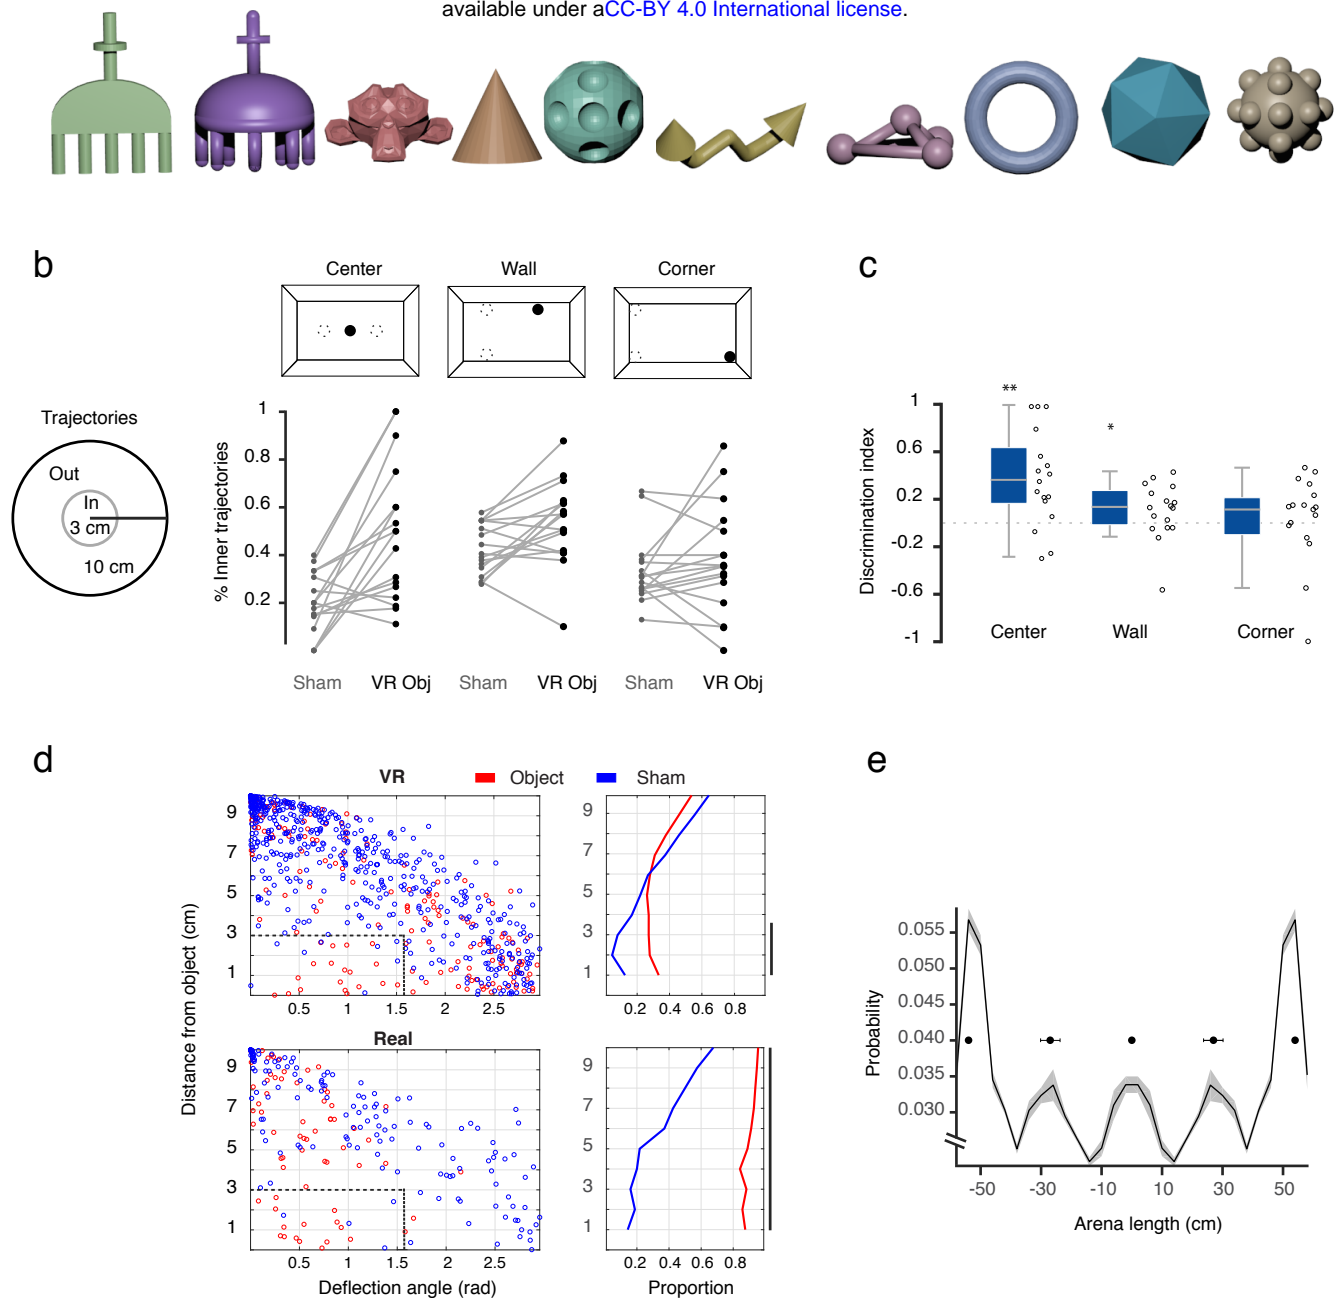 available under aCC-BY 4.0 International license.
b
Center
Wall
Corner
Trajectories
Out
In
3 cm
10 cm
% Inner trajectories
1
0.8
0.6
0.4
0.2
Sham
VR Obj
Sham
VR Obj
Sham
VR Obj
c
Discrimination index
1
0.6
0.2
-0.2
-0.6
-1
**
*
Center
Wall
Corner
d
VR
Object
Sham
Distance from object (cm)
9
7
5
3
1
0.5
1
1.5
2
2.5
9
7
5
3
1
0.2
0.4
0.6
0.8
Real
9
7
5
3
1
0.5
1
1.5
2
2.5
Deflection angle (rad)
9
7
5
3
1
0.2
0.4
0.6
0.8
Proportion
e
Probability
0.055
0.050
0.045
0.040
0.035
0.030
-50
-30
-10
10
30
50
Arena length (cm)